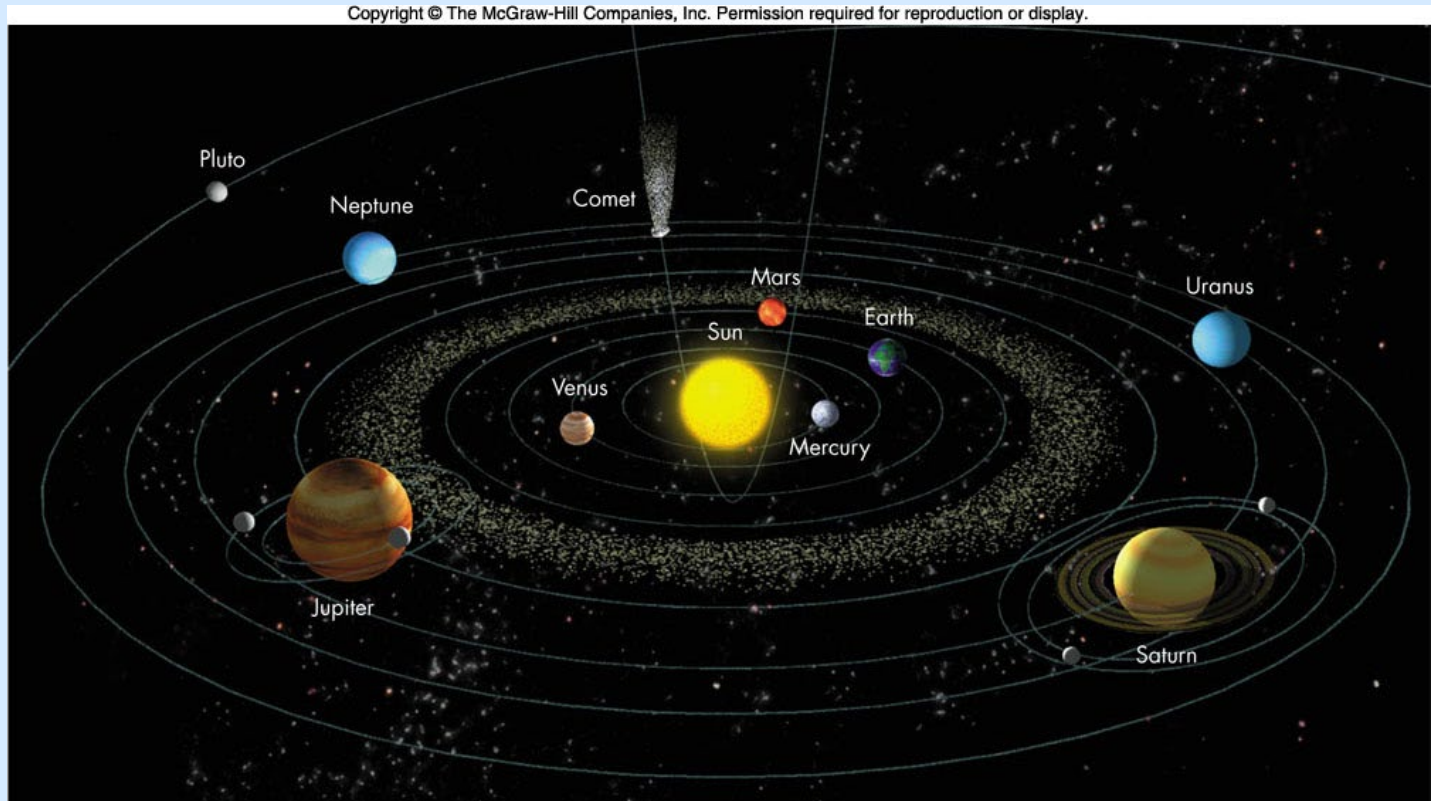 Copyright © The McGraw-Hill Companies, Inc. Permission required for reproduction or display.
Pluto
Neptune
Comet
Mars
Uranus
Sun
Earth
Venus
Mercury
Jupiter
Saturn